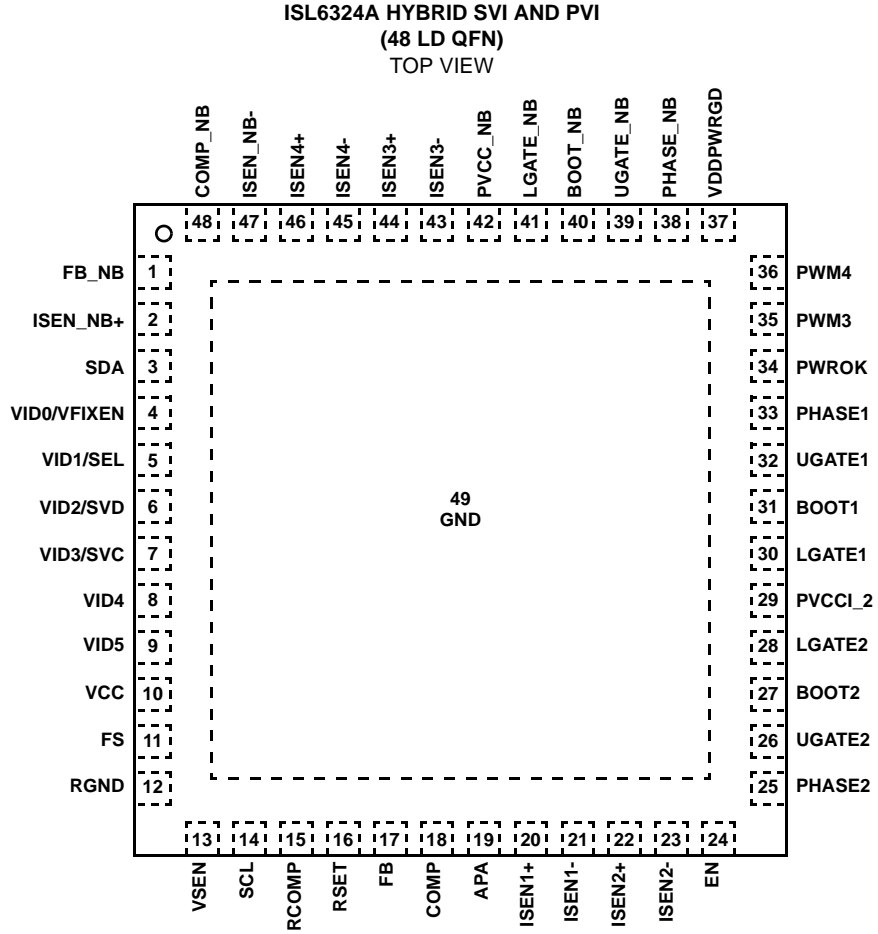 ISL6324A HYBRID SVI AND PVI
(48 LD QFN)
TOP VIEW
COMP_NB
ISEN_NB-
ISEN4+
ISEN4-
ISEN3+
ISEN3-
PVCC_NB
LGATE_NB
BOOT_NB
UGATE_NB
PHASE_NB
VDDPWRGD
48 47 46 45 44 43 42 41 40 39 38 37
FB_NB 1 36 PWM4
ISEN_NB+ 2 35 PWM3
SDA 3 34 PWROK
VID0/VFIXEN 4 33 PHASE1
VID1/SEL 5 32 UGATE1
VID2/SVD 6 31 BOOT1
VID3/SVC 7 30 LGATE1
VID4 8 29 PVCCI_2
VID5 9 28 LGATE2
VCC 10 27 BOOT2
FS 11 26 UGATE2
RGND 12 25 PHASE2
49
GND
13 14 15 16 17 18 19 20 21 22 23 24
VSEN
SCL
RCOMP
RSET
FB
COMP
APA
ISEN1+
ISEN1-
ISEN2+
ISEN2-
EN